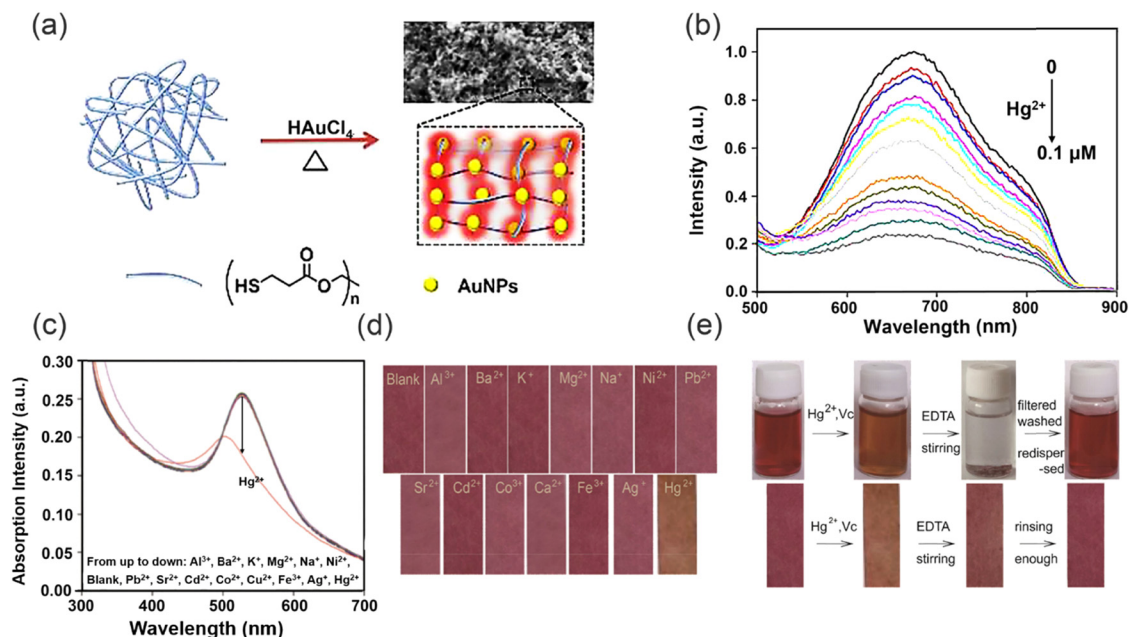 (a)
HAuCl4
△
HS
O
O
n
AuNPs
(b)
Intensity (a.u.)
1.0
0.8
0.6
0.4
0.2
0.0
0
Hg2+
0.1 μM
500
600
700
800
900
Wavelength (nm)
(c)
Absorption Intensity (a.u.)
0.30
0.25
0.20
0.15
0.10
0.05
0.00
Hg2+
From up to down: Al3+, Ba2+, K+, Mg2+, Na+, Ni2+,
Blank, Pb2+, Sr2+, Cd2+, Co2+, Cu2+, Fe3+, Ag+, Hg2+
300
400
500
600
700
Wavelength (nm)
(d)
Blank Al3+ Ba2+ K+ Mg2+ Na+ Ni2+ Pb2+
Sr2+ Cd2+ Co3+ Ca2+ Fe3+ Ag+ Hg2+
(e)
Hg2+,Vc
EDTA
stirring
filtered
washed
redisper
-sed
Hg2+,Vc
EDTA
stirring
rinsing
enough